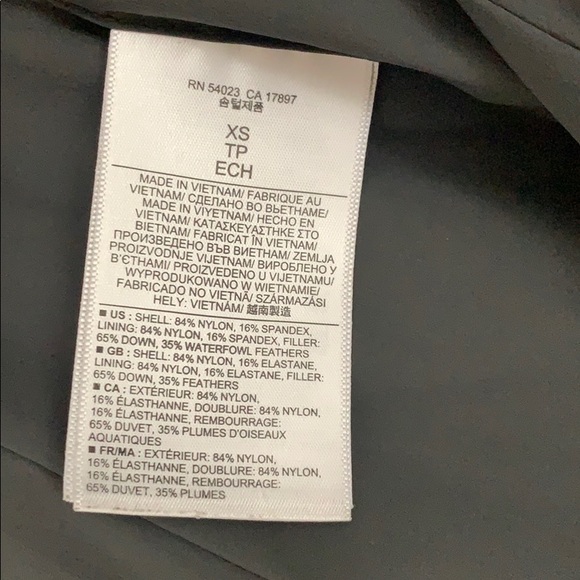 RN 54023 CA 17897
솜털제품
XS
TP
ECH
MADE IN VIETNAM/ FABRIQUE AU
VIETNAM/ СДЕЛАНО ВО ВЬЕТНАМЕ/
MADE IN VIYETNAM/ HECHO EN
VIETNAM/ ΚΑΤΑΣΚΕΥΑΣΤΗΚΕ ΣΤΟ
ΒΙΕΤΝΑΜ/ FABRICAT ÎN VIETNAM/
ПРОИЗВЕДЕНО ВЪВ ВИЕТНАМ/ ZEMLJA
PROIZVODNJE VIJETNAM/ ВИРОБЛЕНО У
В'ЄТНАМІ/ PROIZVEDENO U VIJETNAMU/
WYPRODUKOWANO W WIETNAMIE/
FABRICADO NO VIETNÃ/ SZÁRMAZÁSI
HELY: VIETNÁM/ 越南製造
■ US : SHELL: 84% NYLON, 16% SPANDEX,
LINING: 84% NYLON, 16% SPANDEX, FILLER:
65% DOWN, 35% WATERFOWL FEATHERS
■ GB : SHELL: 84% NYLON, 16% ELASTANE,
LINING: 84% NYLON, 16% ELASTANE, FILLER:
65% DOWN, 35% FEATHERS
■ CA : EXTÉRIEUR: 84% NYLON,
16% ÉLASTHANNE, DOUBLURE: 84% NYLON,
16% ÉLASTHANNE, REMBOURRAGE:
65% DUVET, 35% PLUMES D'OISEAUX
AQUATIQUES
■ FR/MA : EXTÉRIEUR: 84% NYLON,
16% ÉLASTHANNE, DOUBLURE: 84% NYLON,
16% ÉLASTHANNE, REMBOURRAGE:
65% DUVET, 35% PLUMES